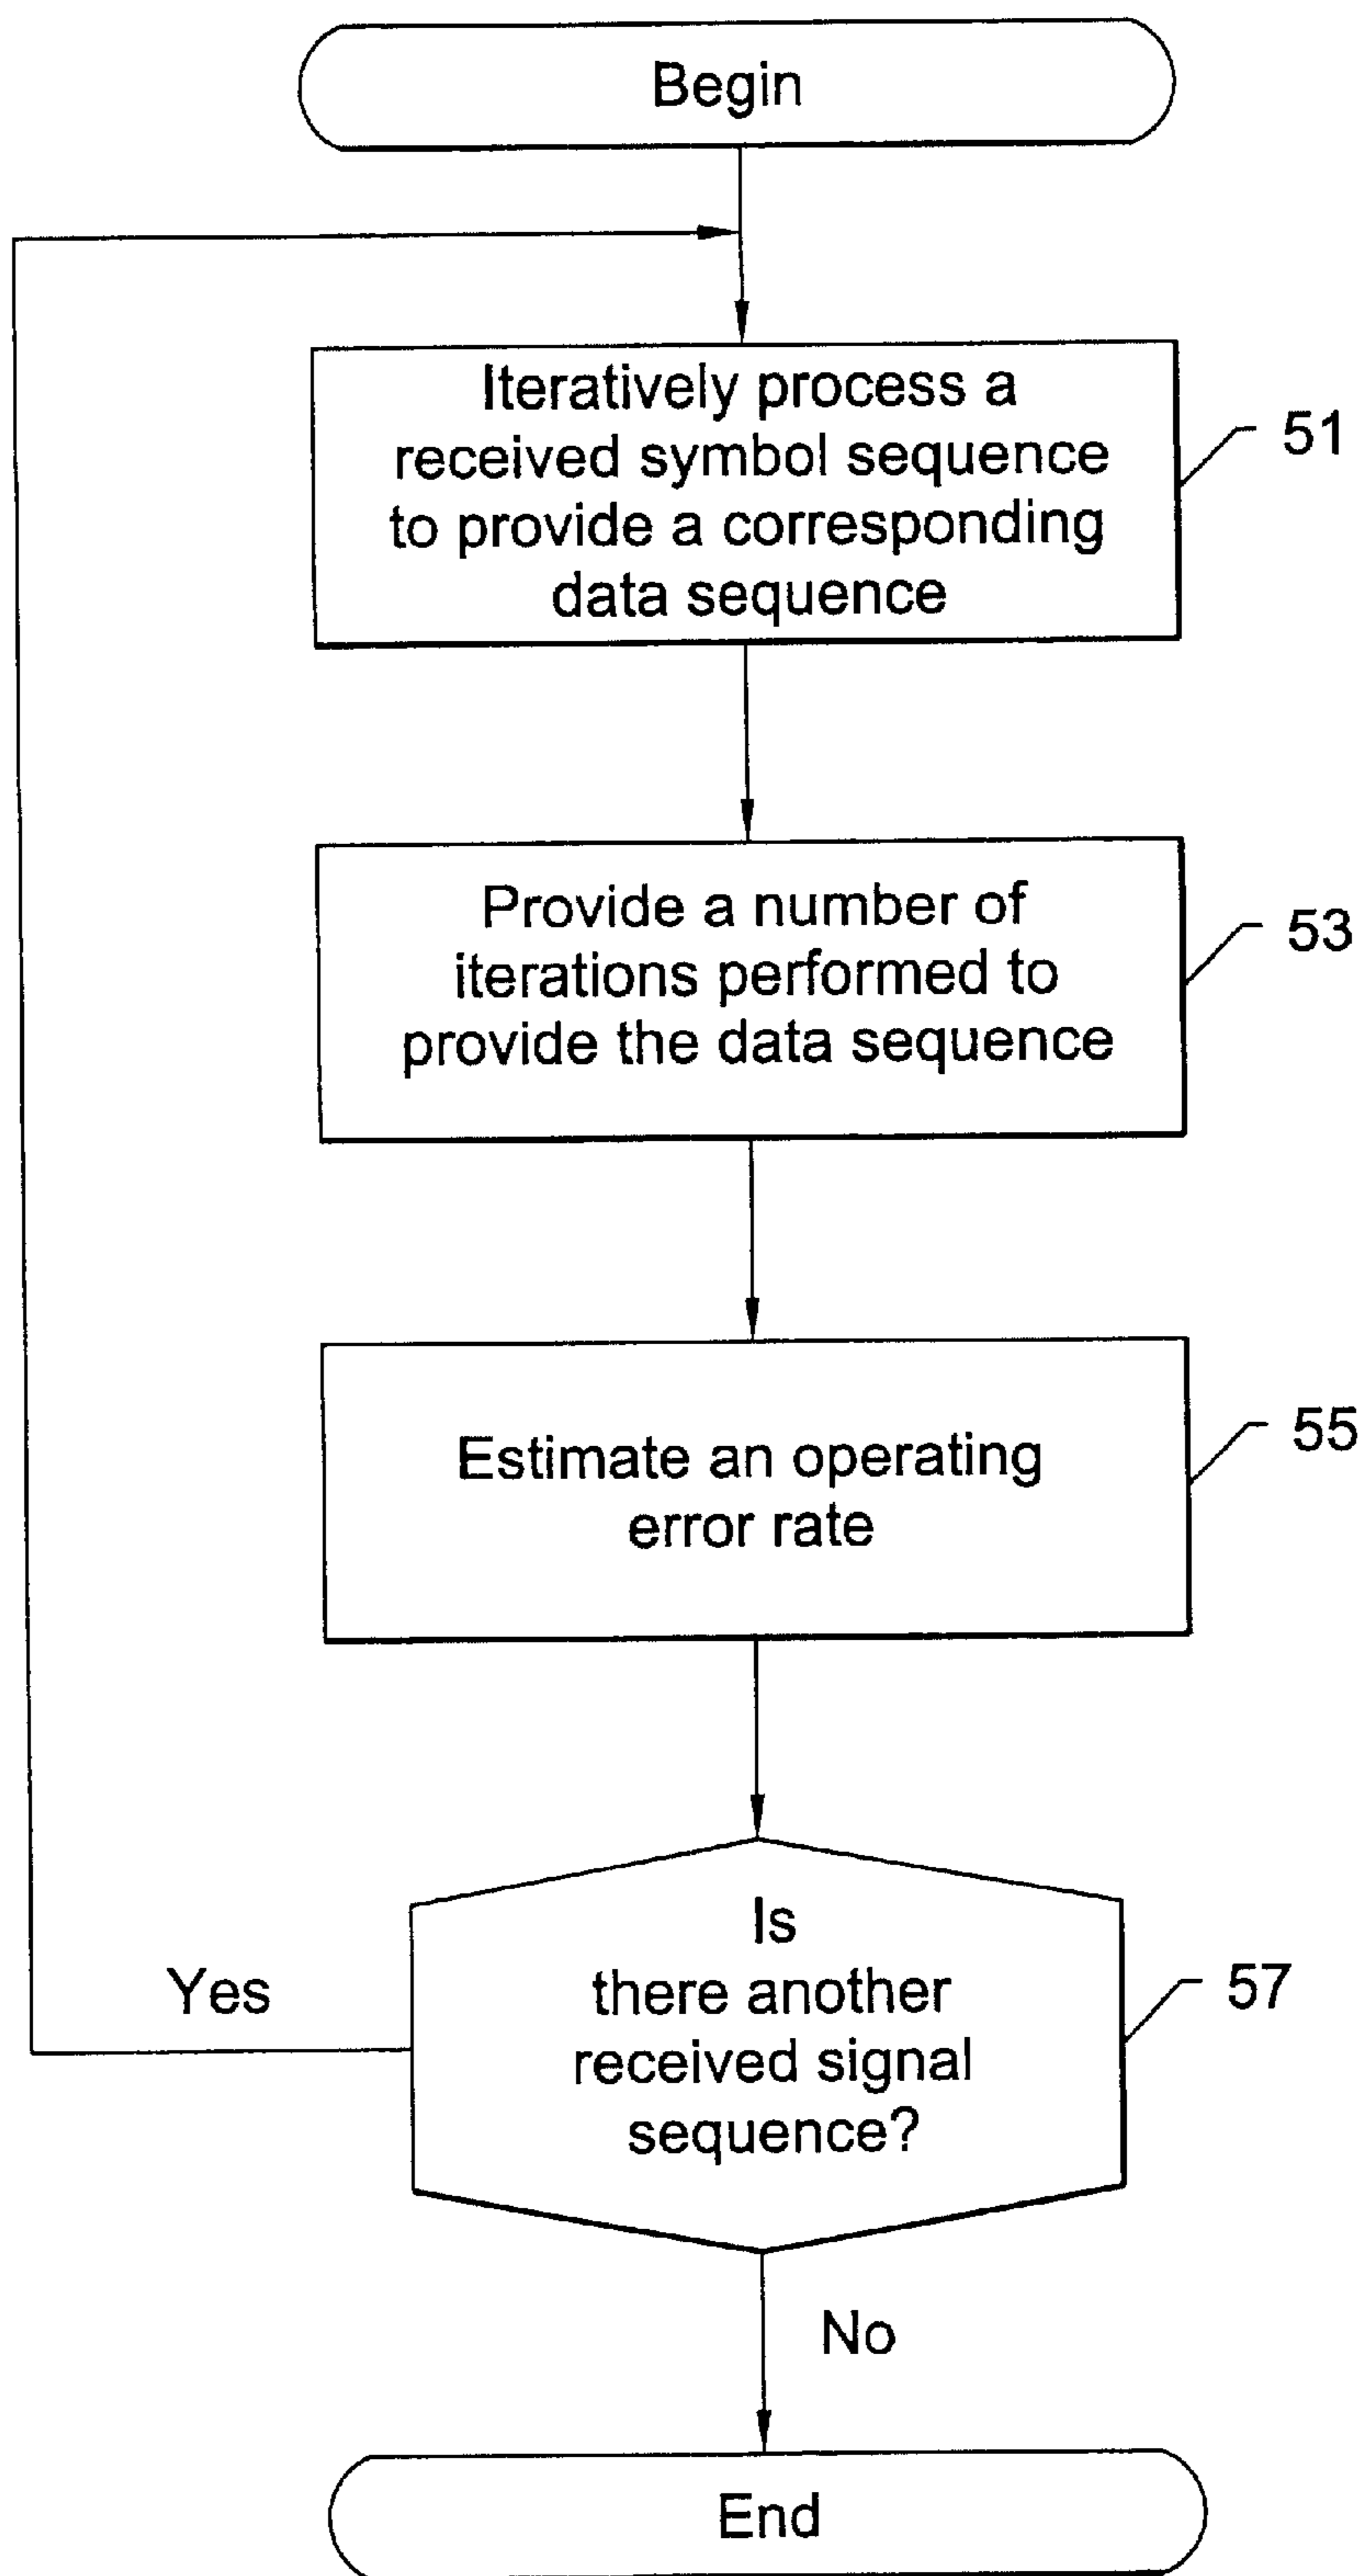 Begin
Iteratively process a
received symbol sequence
to provide a corresponding
data sequence
51
Provide a number of
iterations performed to
provide the data sequence
53
Estimate an operating
error rate
55
Is
there another
received signal
sequence?
57
Yes
No
End